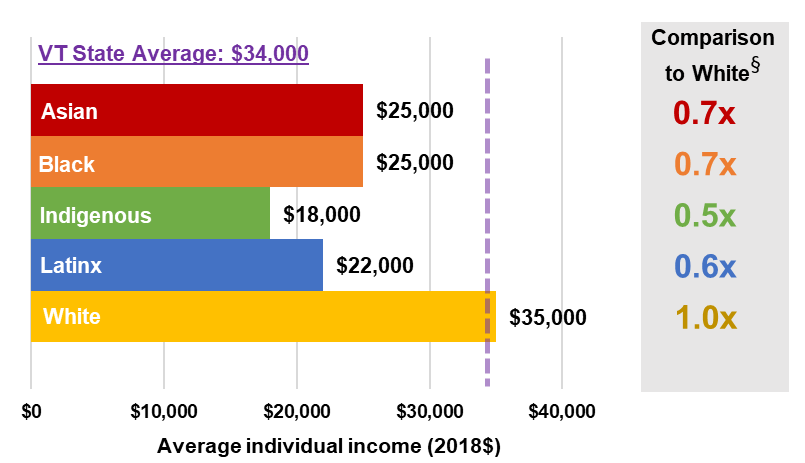 VT State Average: $34,000
Comparison
to White§
Asian
$25,000
0.7x
Black
$25,000
0.7x
Indigenous
$18,000
0.5x
Latinx
$22,000
0.6x
White
$35,000
1.0x
$0
$10,000
$20,000
$30,000
$40,000
Average individual income (2018$)